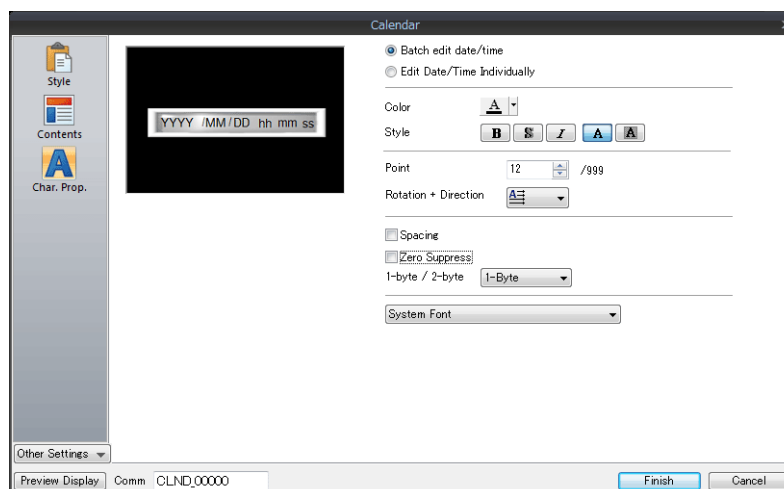 Calendar
Style
Contents
Char. Prop.
YYYY /MM/DD hh mm ss
Batch edit date/time
Edit Date/Time Individually
Color A
Style B S I A A
Point 12 /999
Rotation + Direction A
Spacing
Zero Suppress
1-byte / 2-byte 1-Byte
System Font
Other Settings
Preview Display Comm CLND_00000 Finish Cancel